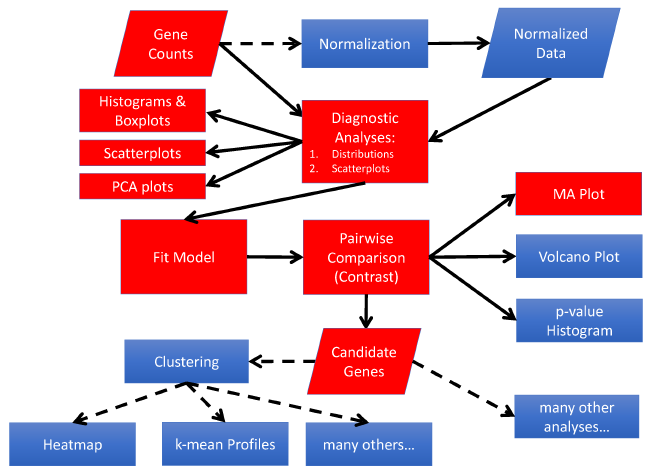 Gene
Counts
Normalization
Normalized
Data
Histograms &
Boxplots
Scatterplots
PCA plots
Diagnostic
Analyses:
1. Distributions
2. Scatterplots
MA Plot
Fit Model
Pairwise
Comparison
(Contrast)
Volcano Plot
p-value
Histogram
Clustering
Candidate
Genes
many other
analyses...
Heatmap
k-mean Profiles
many others...